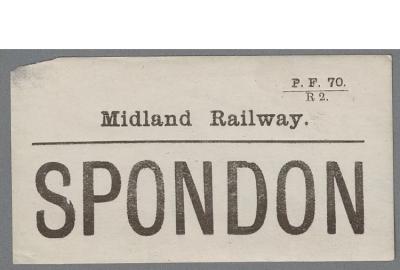 P. F. 70.
R 2.
Midland Railway.
SPONDON